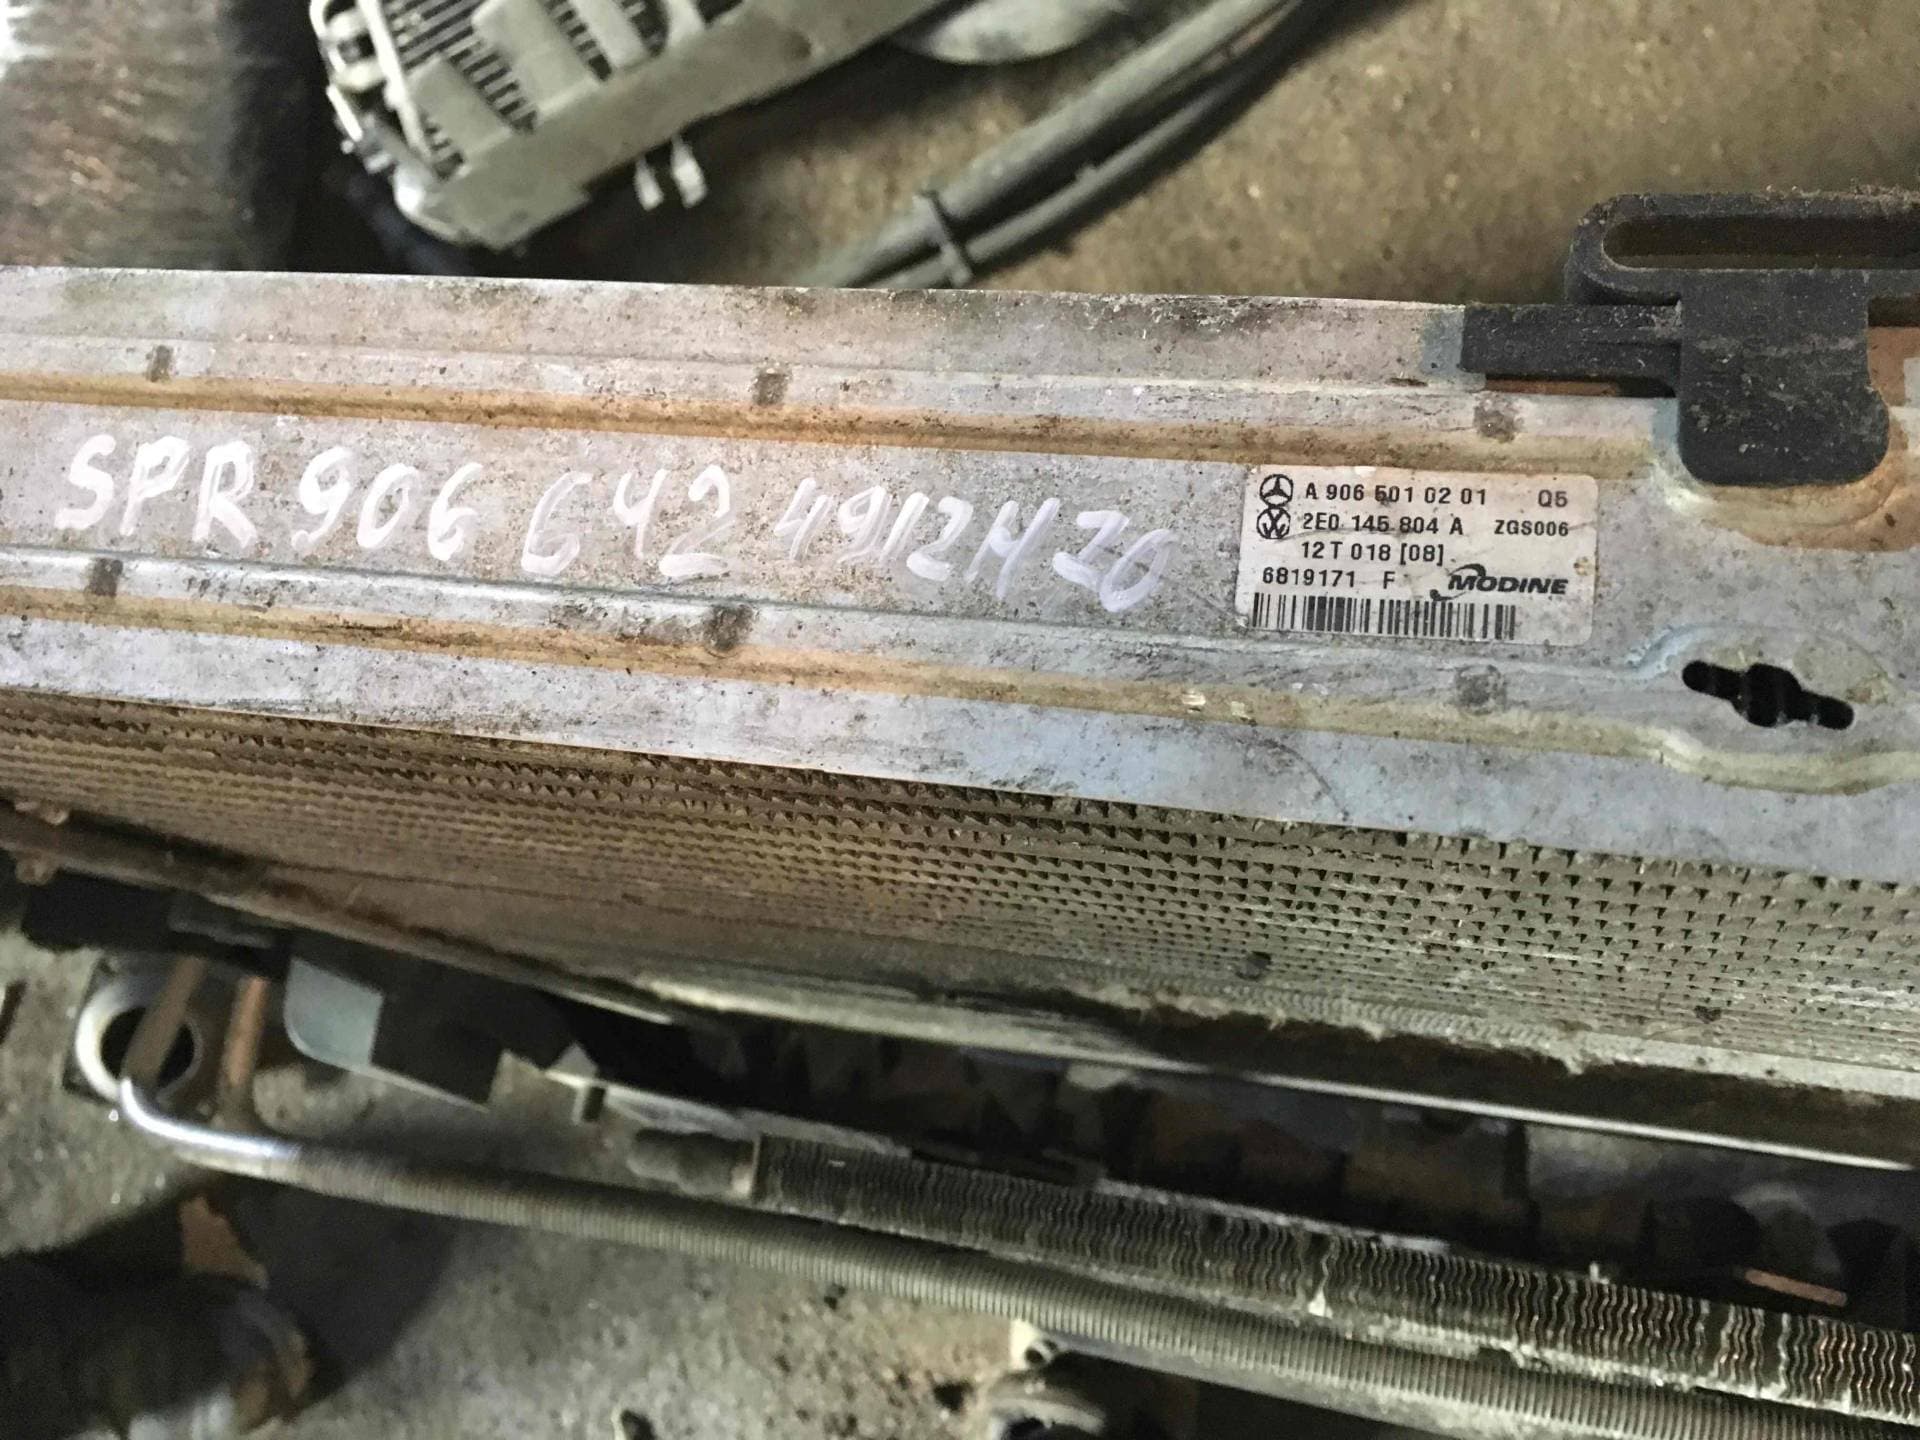 SPR 906 642 4912H20
A 906 501 02 01 Q5
2E0 145 804 A ZGS006
12 T 018 [08]
6819171 F MODINE